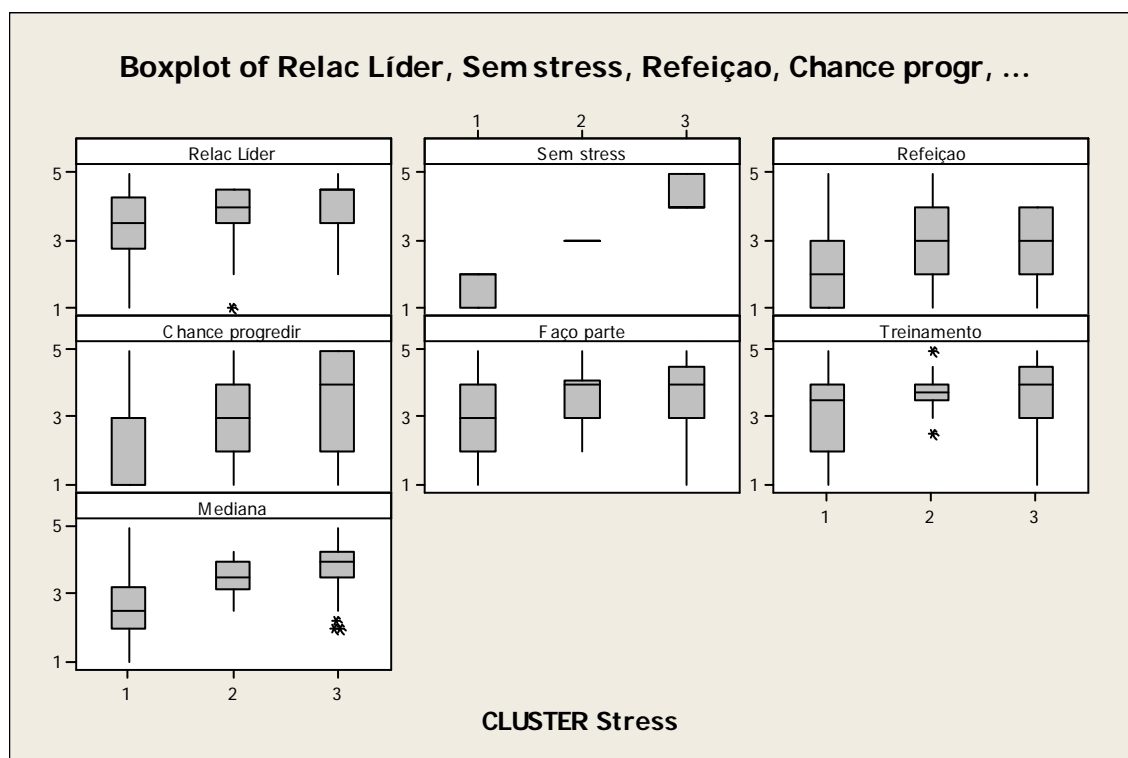 Boxplot of Relac Líder, Sem stress, Refeiçao, Chance progr, ...
1 2 3
Relac Líder Sem stress Refeiçao
5 5 5
3 3 3
1 1 1
Chance progredir Faço parte Treinamento
5 5 5
3 3 3
1 1 1
Mediana
1 2 3
5
3
1
1 2 3
CLUSTER Stress